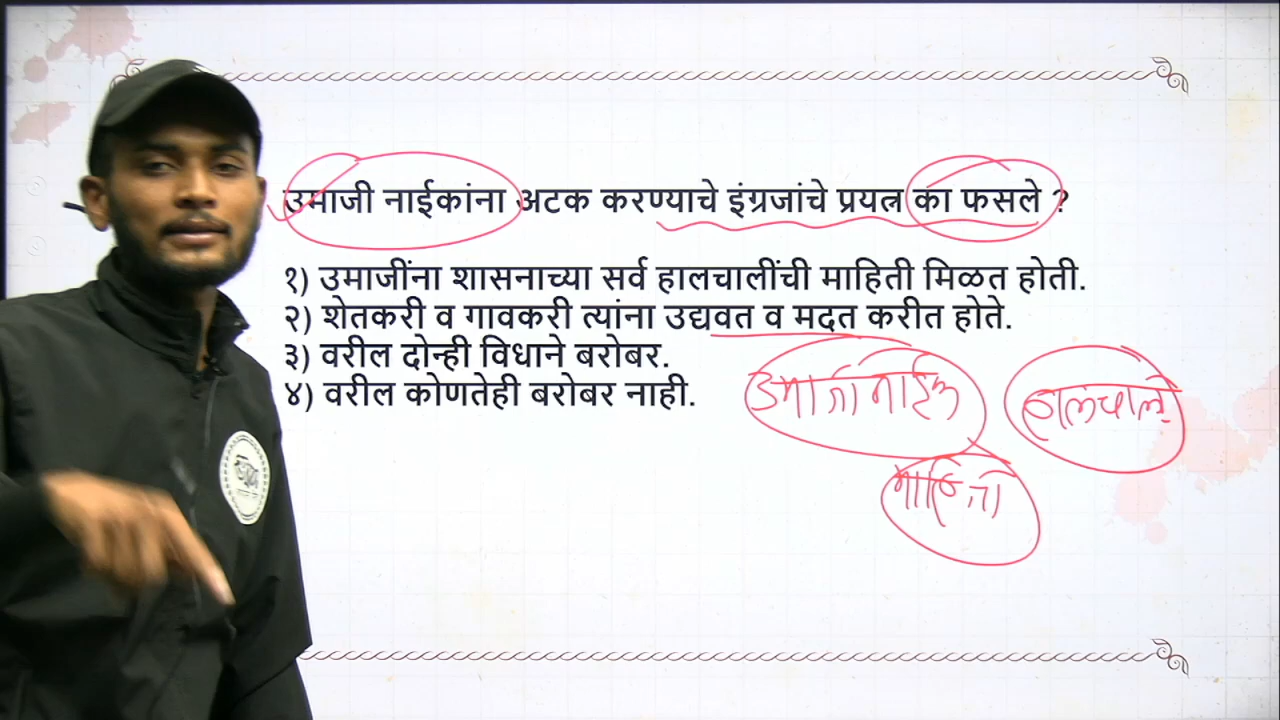 उमाजी नाईकांना अटक करण्याचे इंग्रजांचे प्रयत्न का फसले ?
१) उमाजींना शासनाच्या सर्व हालचालींची माहिती मिळत होती.
२) शेतकरी व गावकरी त्यांना उद्यवत व मदत करीत होते.
३) वरील दोन्ही विधाने बरोबर.
४) वरील कोणतेही बरोबर नाही.
उमाजी नाईक
हालचाली
माहिती